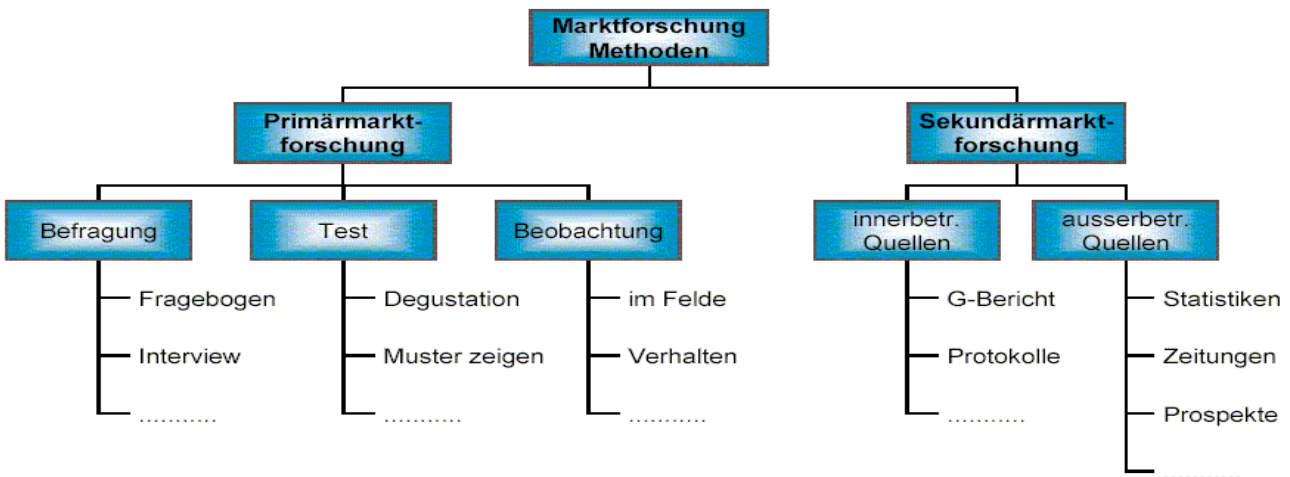 Marktforschung
Methoden
Primärmarkt-
forschung
Sekundärmarkt-
forschung
Befragung
Test
Beobachtung
innerbetr.
Quellen
ausserbetr.
Quellen
Fragebogen
Interview
...........
Degustation
Muster zeigen
...........
im Felde
Verhalten
...........
G-Bericht
Protokolle
...........
Statistiken
Zeitungen
Prospekte
...........